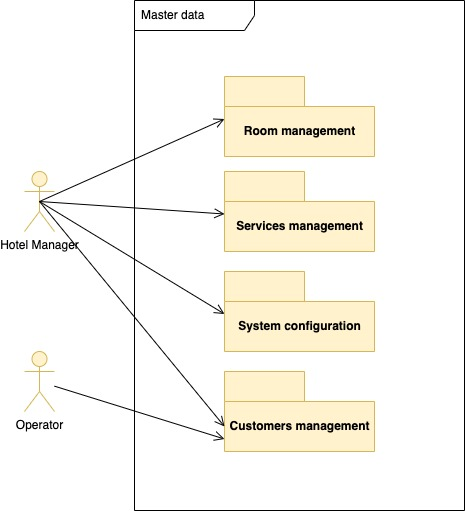 Master data
Room management
Hotel Manager
Services management
System configuration
Operator
Customers management